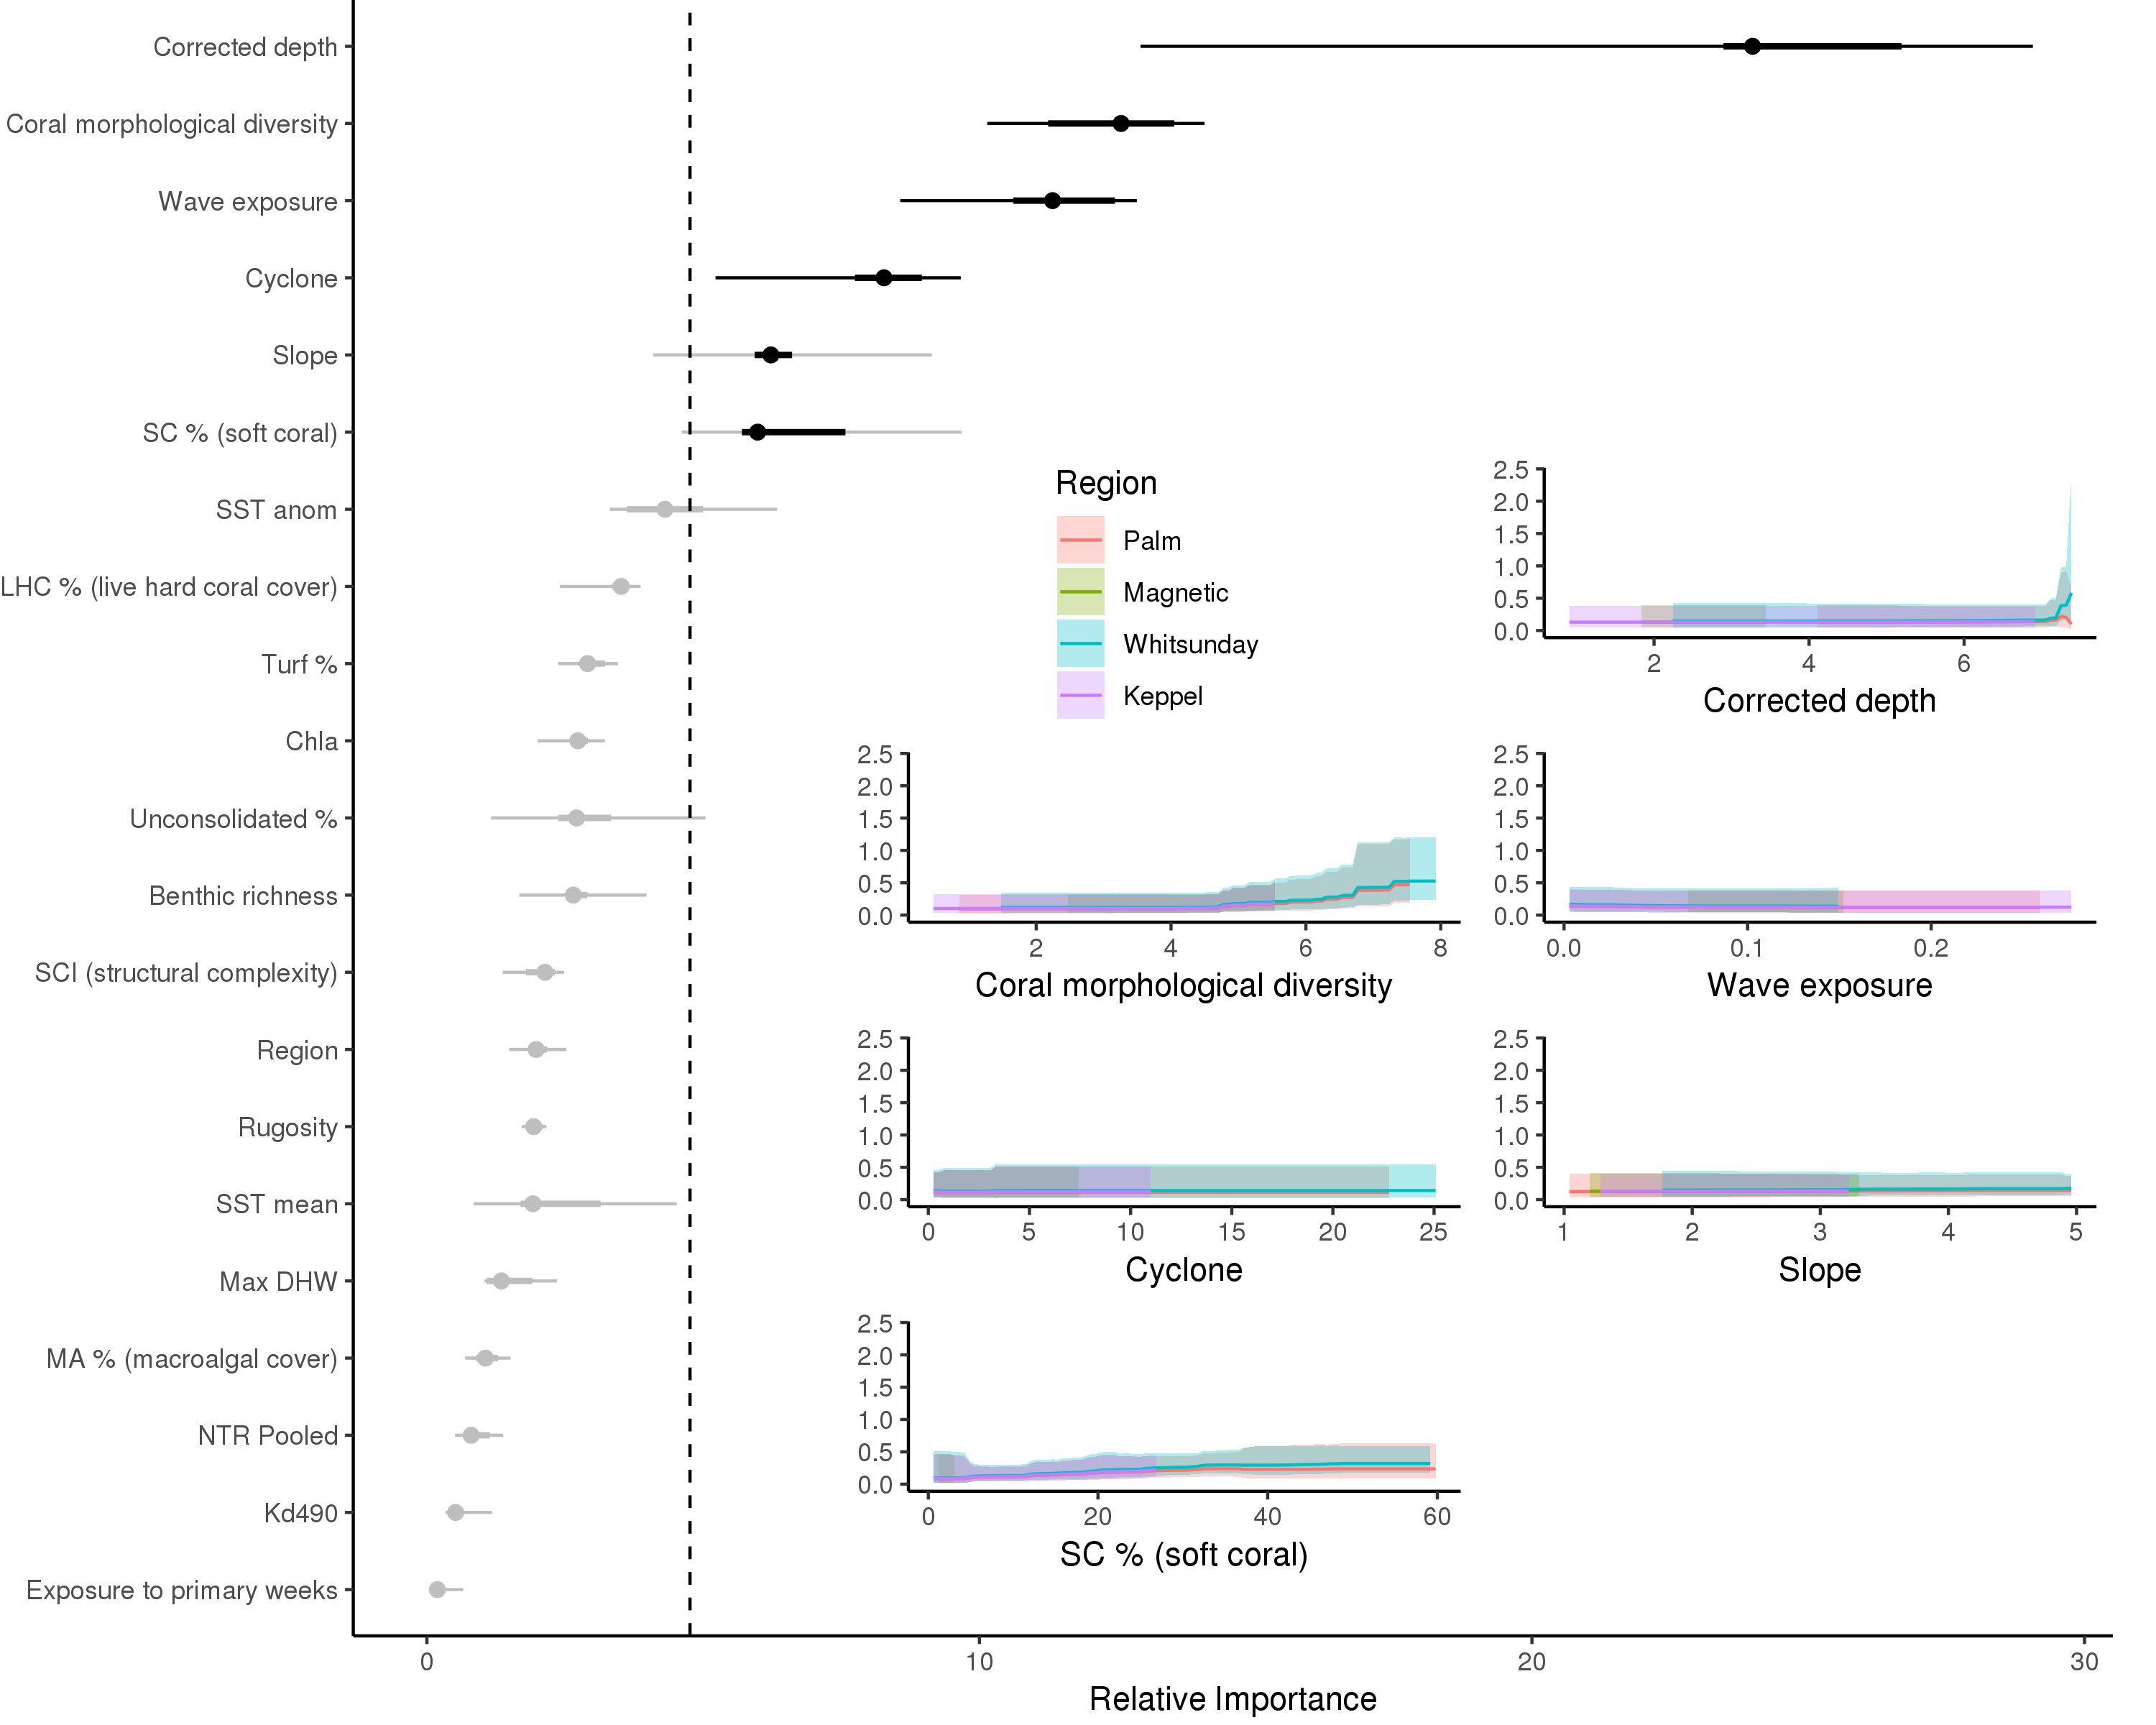 Corrected depth
Coral morphological diversity
Wave exposure
Cyclone
Slope
SC % (soft coral)
SST anom
LHC % (live hard coral cover)
Turf %
Chla
Unconsolidated %
Benthic richness
SCI (structural complexity)
Region
Rugosity
SST mean
Max DHW
MA % (macroalgal cover)
NTR Pooled
Kd490
Exposure to primary weeks
0 10 20 30
Relative Importance
Region
Palm
Magnetic
Whitsunday
Keppel
2.5
2.0
1.5
1.0
0.5
0.0
2 4 6
Corrected depth
2.5
2.0
1.5
1.0
0.5
0.0
2 4 6 8
Coral morphological diversity
2.5
2.0
1.5
1.0
0.5
0.0
0.0 0.1 0.2
Wave exposure
2.5
2.0
1.5
1.0
0.5
0.0
0 5 10 15 20 25
Cyclone
2.5
2.0
1.5
1.0
0.5
0.0
1 2 3 4 5
Slope
2.5
2.0
1.5
1.0
0.5
0.0
0 20 40 60
SC % (soft coral)